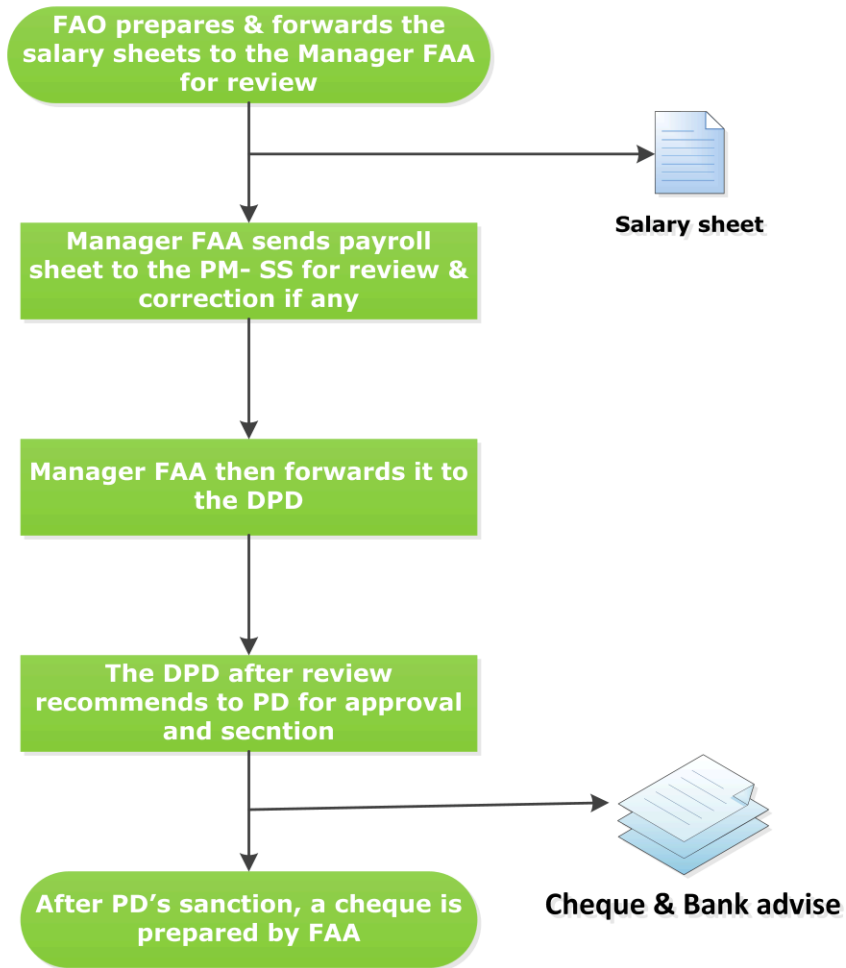 FAO prepares & forwards the
salary sheets to the Manager FAA
for review
Salary sheet
Manager FAA sends payroll
sheet to the PM- SS for review &
correction if any
Manager FAA then forwards it to
the DPD
The DPD after review
recommends to PD for approval
and secntion
Cheque & Bank advise
After PD’s sanction, a cheque is
prepared by FAA